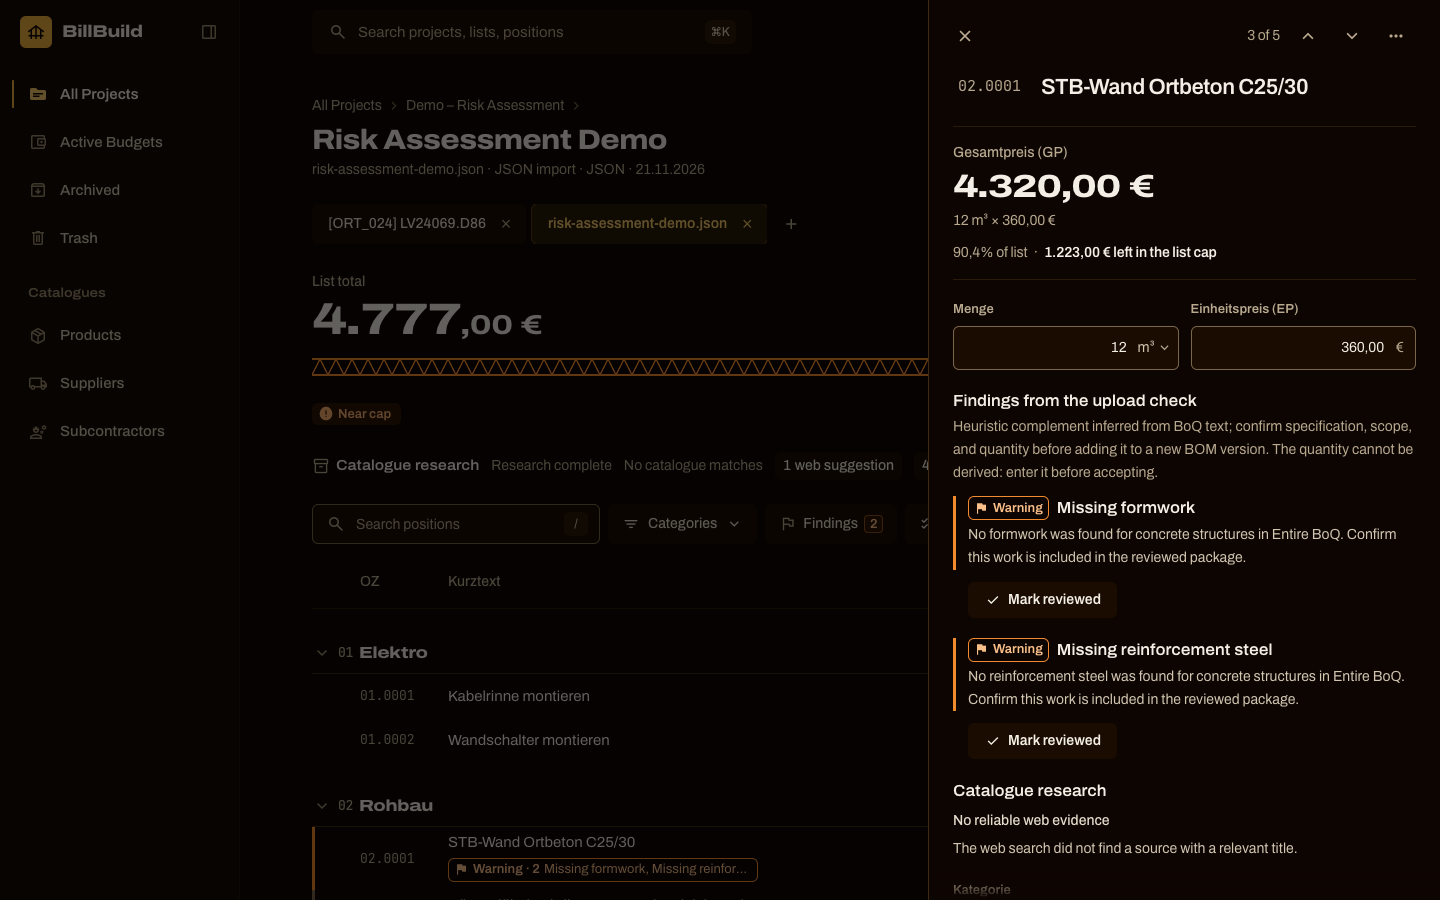 BillBuild
All Projects
Active Budgets
Archived
Trash
Catalogues
Products
Suppliers
Subcontractors
Search projects, lists, positions ⌘K
All Projects › Demo – Risk Assessment ›
Risk Assessment Demo
risk-assessment-demo.json · JSON import · JSON · 21.11.2026
[ORT_024] LV24069.D86 × risk-assessment-demo.json × +
List total
4.777,00 €
Near cap
Catalogue research Research complete No catalogue matches 1 web suggestion 4
Search positions / Categories Findings 2
OZ Kurztext
01 Elektro
01.0001 Kabelrinne montieren
01.0002 Wandschalter montieren
02 Rohbau
STB-Wand Ortbeton C25/30
02.0001
Warning · 2 Missing formwork, Missing reinfor...
3 of 5
02.0001 STB-Wand Ortbeton C25/30
Gesamtpreis (GP)
4.320,00 €
12 m³ × 360,00 €
90,4% of list · 1.223,00 € left in the list cap
Menge Einheitspreis (EP)
12 m³ 360,00 €
Findings from the upload check
Heuristic complement inferred from BoQ text; confirm specification, scope,
and quantity before adding it to a new BOM version. The quantity cannot be
derived: enter it before accepting.
Warning Missing formwork
No formwork was found for concrete structures in Entire BoQ. Confirm
this work is included in the reviewed package.
Mark reviewed
Warning Missing reinforcement steel
No reinforcement steel was found for concrete structures in Entire BoQ.
Confirm this work is included in the reviewed package.
Mark reviewed
Catalogue research
No reliable web evidence
The web search did not find a source with a relevant title.
Kategorie